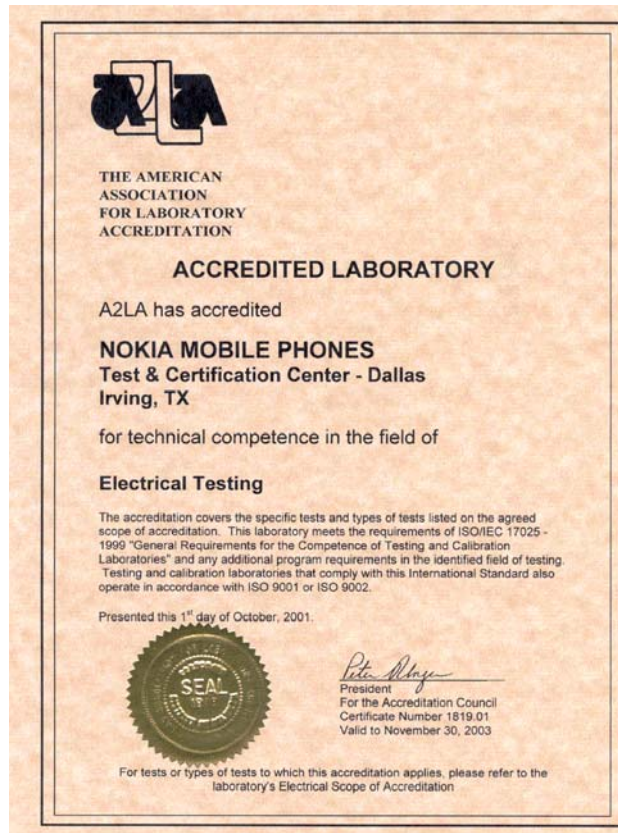 A2LA
THE AMERICAN
ASSOCIATION
FOR LABORATORY
ACCREDITATION
ACCREDITED LABORATORY
A2LA has accredited
NOKIA MOBILE PHONES
Test & Certification Center - Dallas
Irving, TX
for technical competence in the field of
Electrical Testing
The accreditation covers the specific tests and types of tests listed on the agreed
scope of accreditation. This laboratory meets the requirements of ISO/IEC 17025 -
1999 "General Requirements for the Competence of Testing and Calibration
Laboratories" and any additional program requirements in the identified field of testing.
Testing and calibration laboratories that comply with this International Standard also
operate in accordance with ISO 9001 or ISO 9002.
Presented this 1st day of October, 2001.
SEAL
President
For the Accreditation Council
Certificate Number 1819.01
Valid to November 30, 2003
For tests or types of tests to which this accreditation applies, please refer to the
laboratory's Electrical Scope of Accreditation